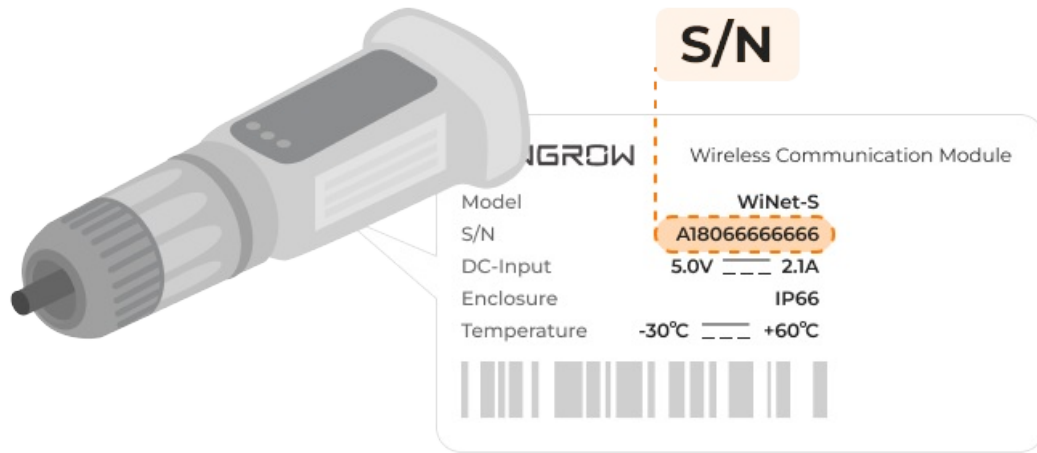 S/N
NGROW
Wireless Communication Module
Model WiNet-S
S/N A18066666666
DC-Input 5.0V 2.1A
Enclosure IP66
Temperature -30°C +60°C